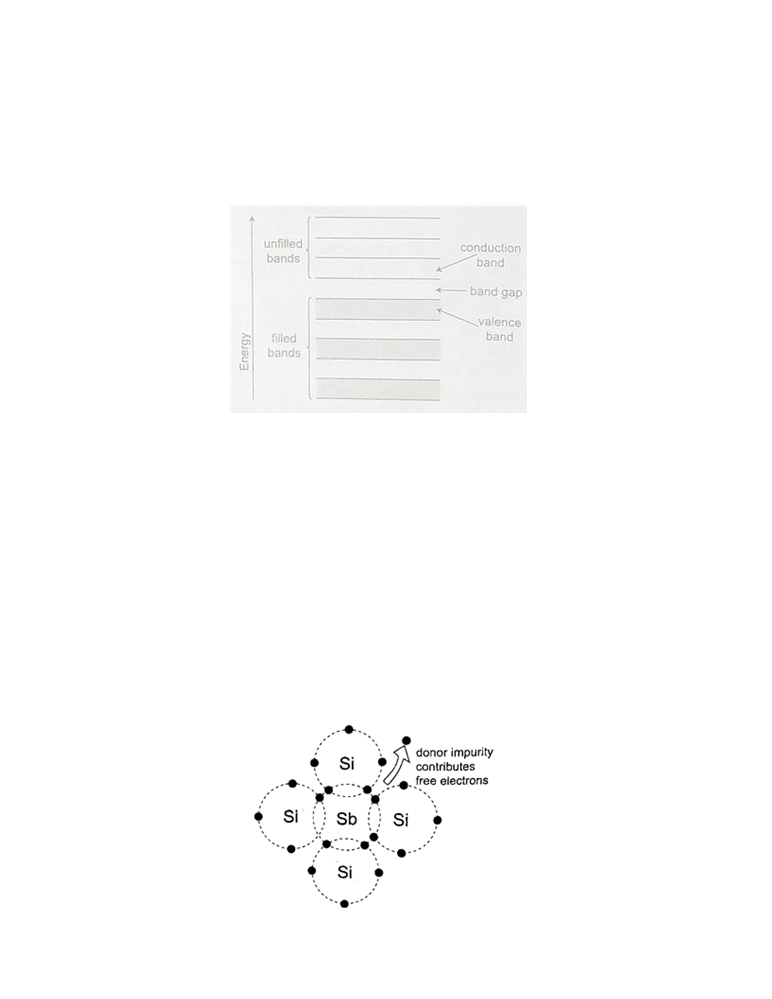 unfilled
bands
conduction
band
band gap
valence
band
filled
bands
Energy
Si
donor impurity
contributes
free electrons
Si
Sb
Si
Si